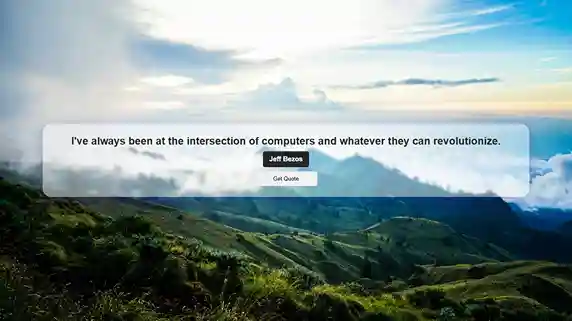 I've always been at the intersection of computers and whatever they can revolutionize.
Jeff Bezos
Get Quote